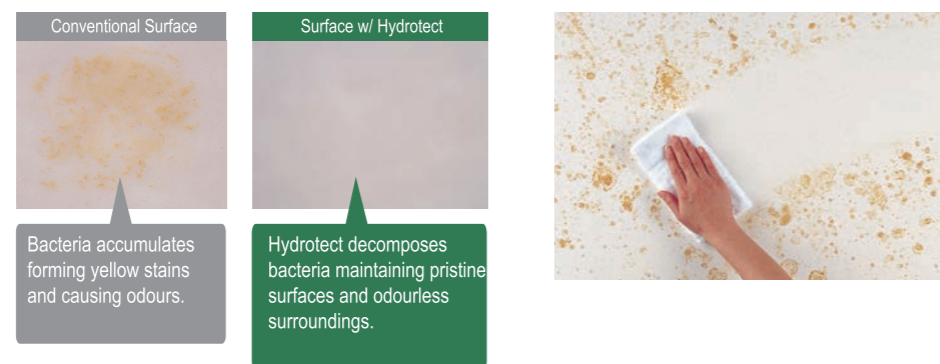 Conventional Surface
Surface w/ Hydrotect
Bacteria accumulates
forming yellow stains
and causing odours.
Hydrotect decomposes
bacteria maintaining pristine
surfaces and odourless
surroundings.